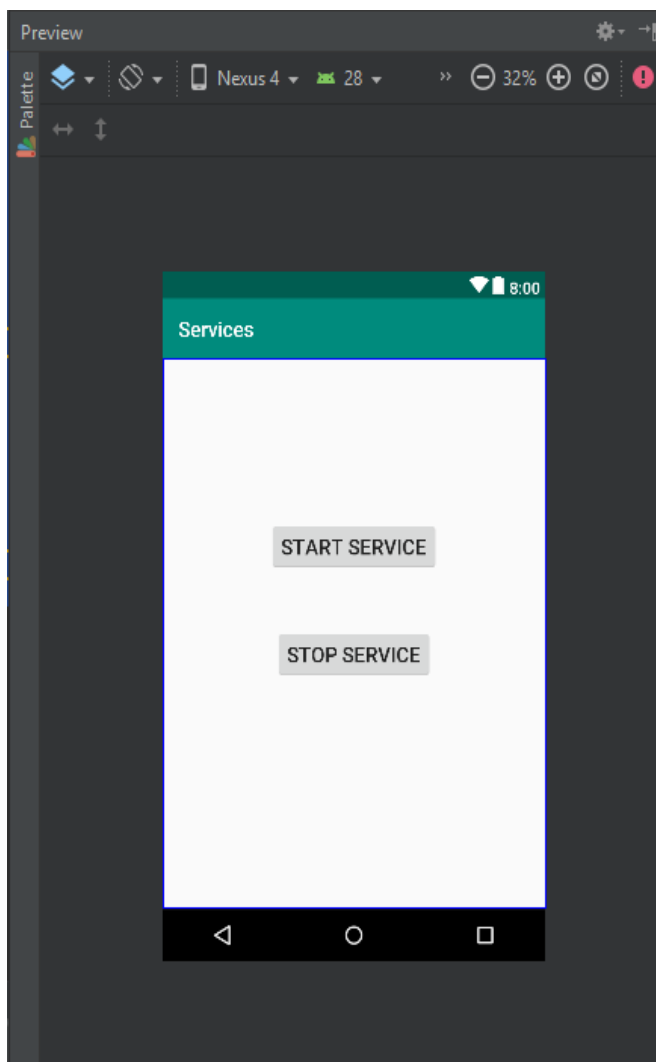 Preview
Palette
Nexus 4 28 32%
8:00
Services
START SERVICE
STOP SERVICE